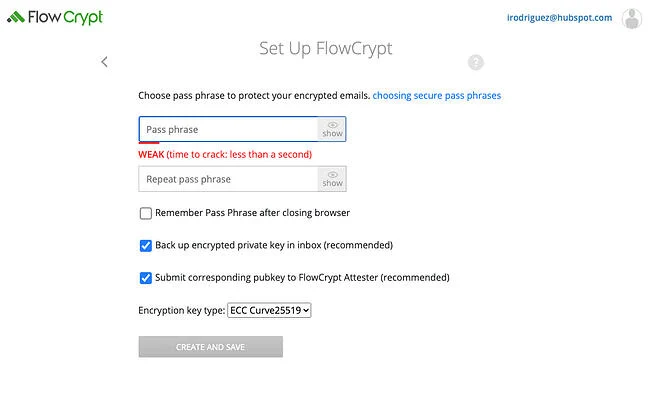 FlowCrypt
irodriguez@hubspot.com
Set Up FlowCrypt
?
Choose pass phrase to protect your encrypted emails. choosing secure pass phrases
Pass phrase
show
WEAK (time to crack: less than a second)
Repeat pass phrase
show
Remember Pass Phrase after closing browser
Back up encrypted private key in inbox (recommended)
Submit corresponding pubkey to FlowCrypt Attester (recommended)
Encryption key type: ECC Curve25519
CREATE AND SAVE